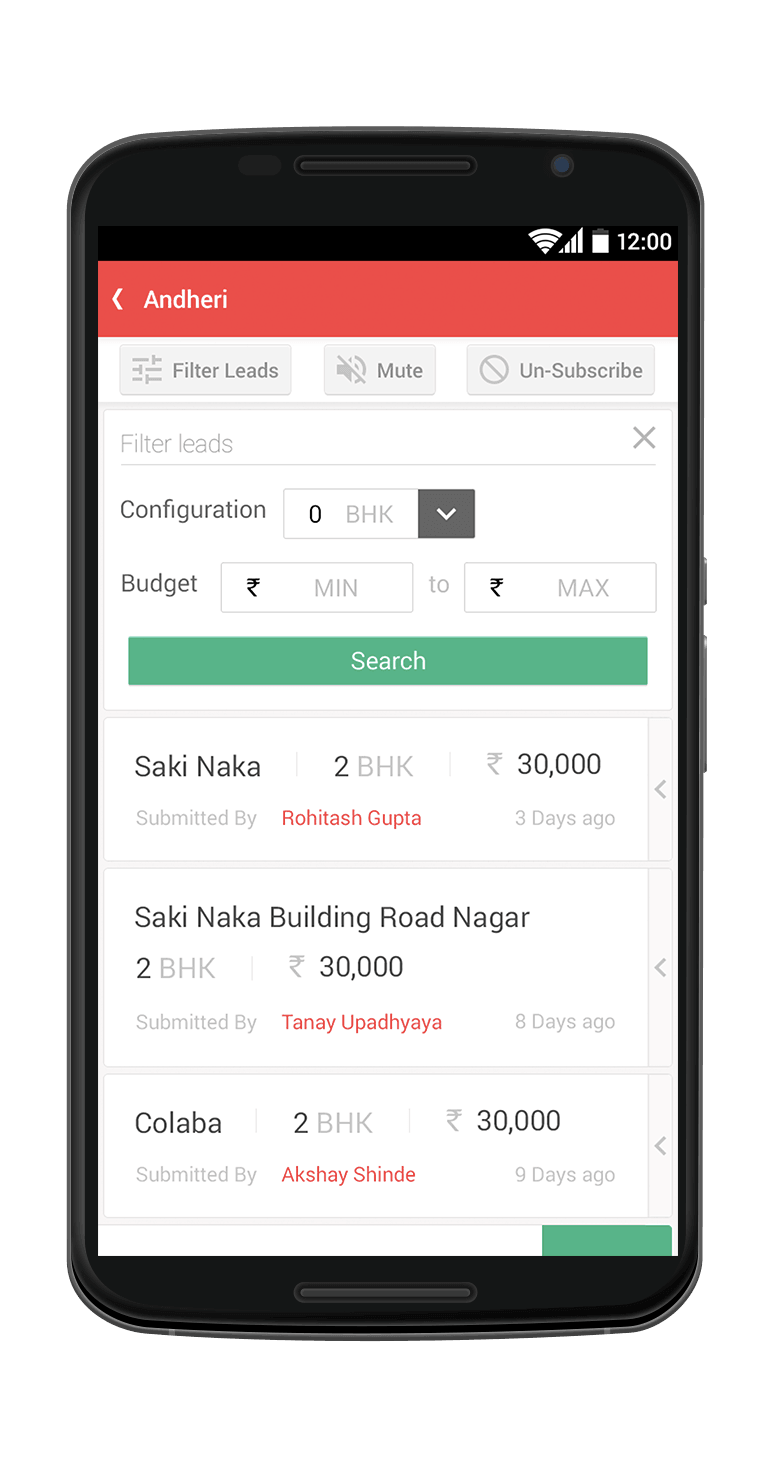 12:00
Andheri
Filter Leads Mute Un-Subscribe
Filter leads
Configuration 0 BHK
Budget ₹ MIN to ₹ MAX
Search
Saki Naka 2 BHK ₹ 30,000
Submitted By Rohitash Gupta 3 Days ago
Saki Naka Building Road Nagar
2 BHK ₹ 30,000
Submitted By Tanay Upadhyaya 8 Days ago
Colaba 2 BHK ₹ 30,000
Submitted By Akshay Shinde 9 Days ago